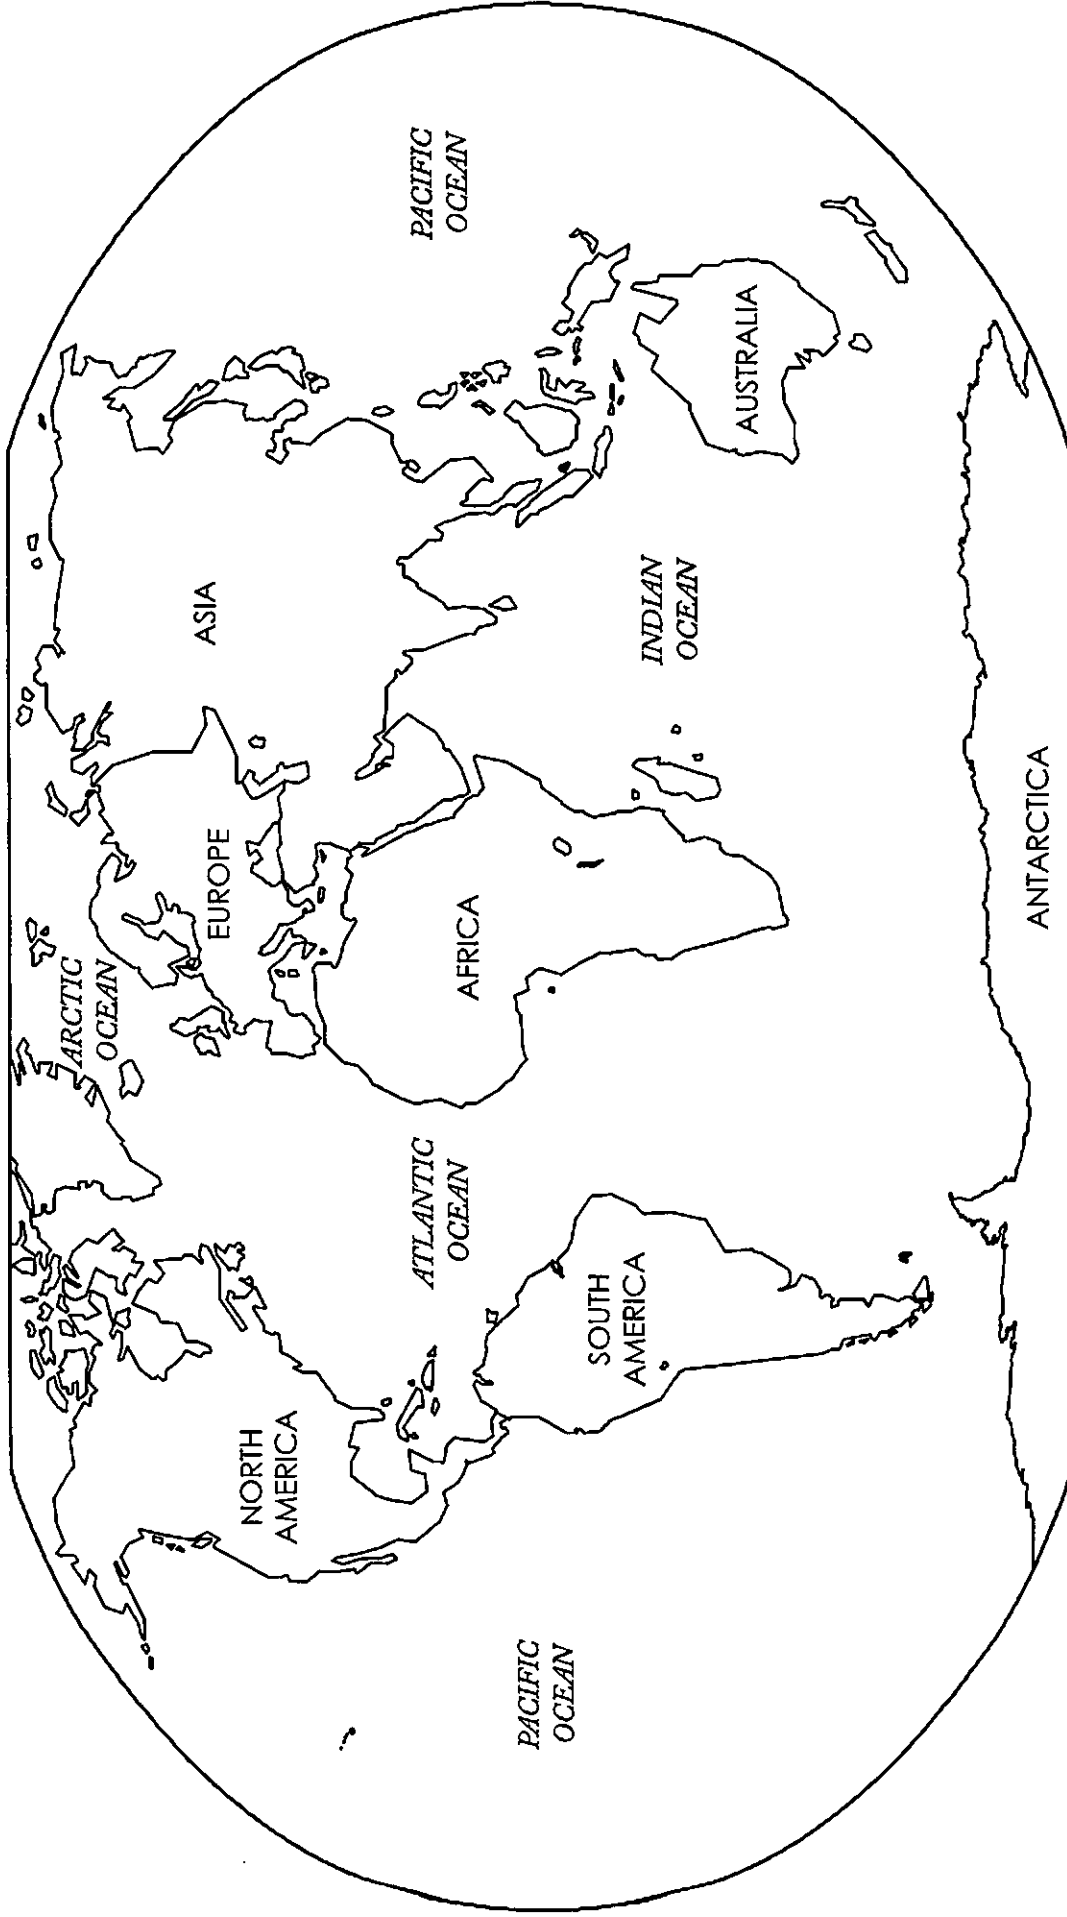 ARCTIC
OCEAN
NORTH
AMERICA
EUROPE
ASIA
ATLANTIC
OCEAN
AFRICA
PACIFIC
OCEAN
PACIFIC
OCEAN
SOUTH
AMERICA
INDIAN
OCEAN
AUSTRALIA
ANTARCTICA